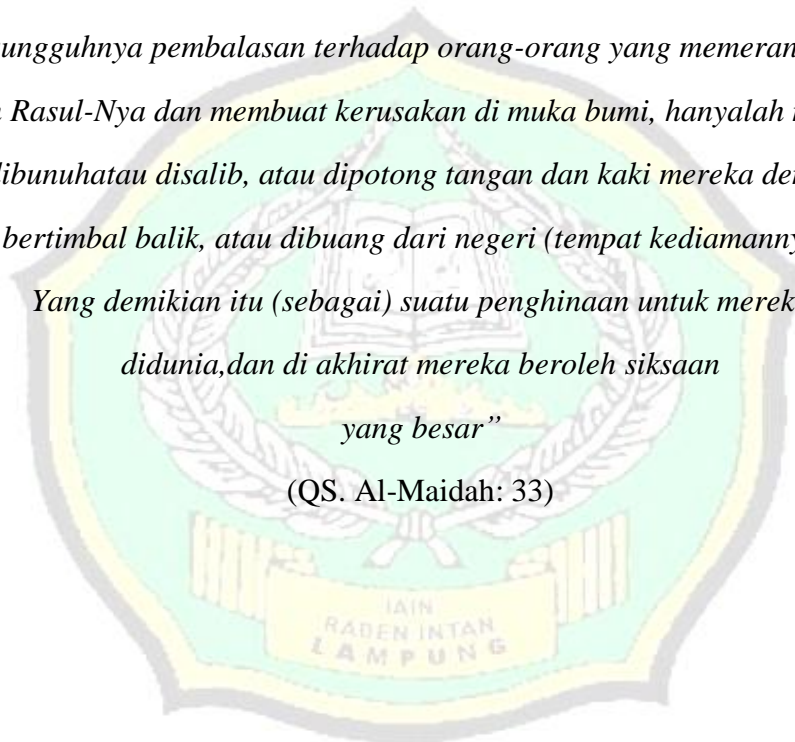 ungguhnya pembalasan terhadap orang-orang yang memeran
n Rasul-Nya dan membuat kerusakan di muka bumi, hanyalah
dibunuhatau disalib, atau dipotong tangan dan kaki mereka de
bertimbal balik, atau dibuang dari negeri (tempat kediamanny
Yang demikian itu (sebagai) suatu penghinaan untuk merek
didunia,dan di akhirat mereka beroleh siksaan
yang besar”
(QS. Al-Maidah: 33)
IAIN
RADEN INTAN
LAMPUNG